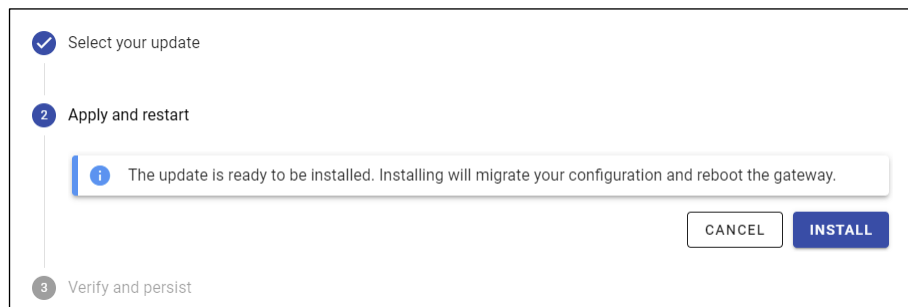 Select your update
2 Apply and restart
The update is ready to be installed. Installing will migrate your configuration and reboot the gateway.
CANCEL INSTALL
3 Verify and persist